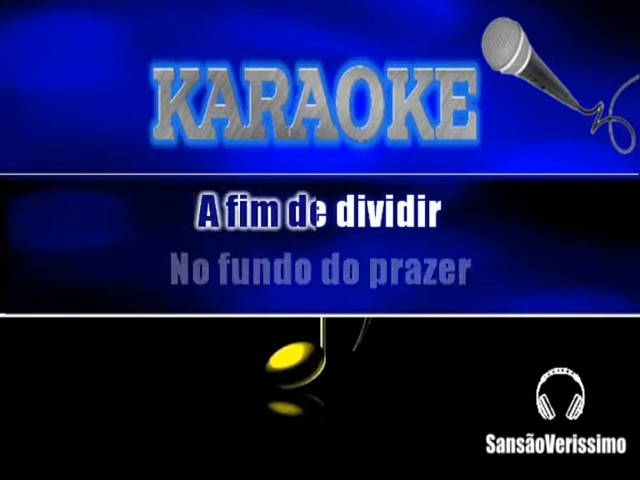 KARAOKE
A fim de dividir
No fundo do prazer
SansãoVerissimo